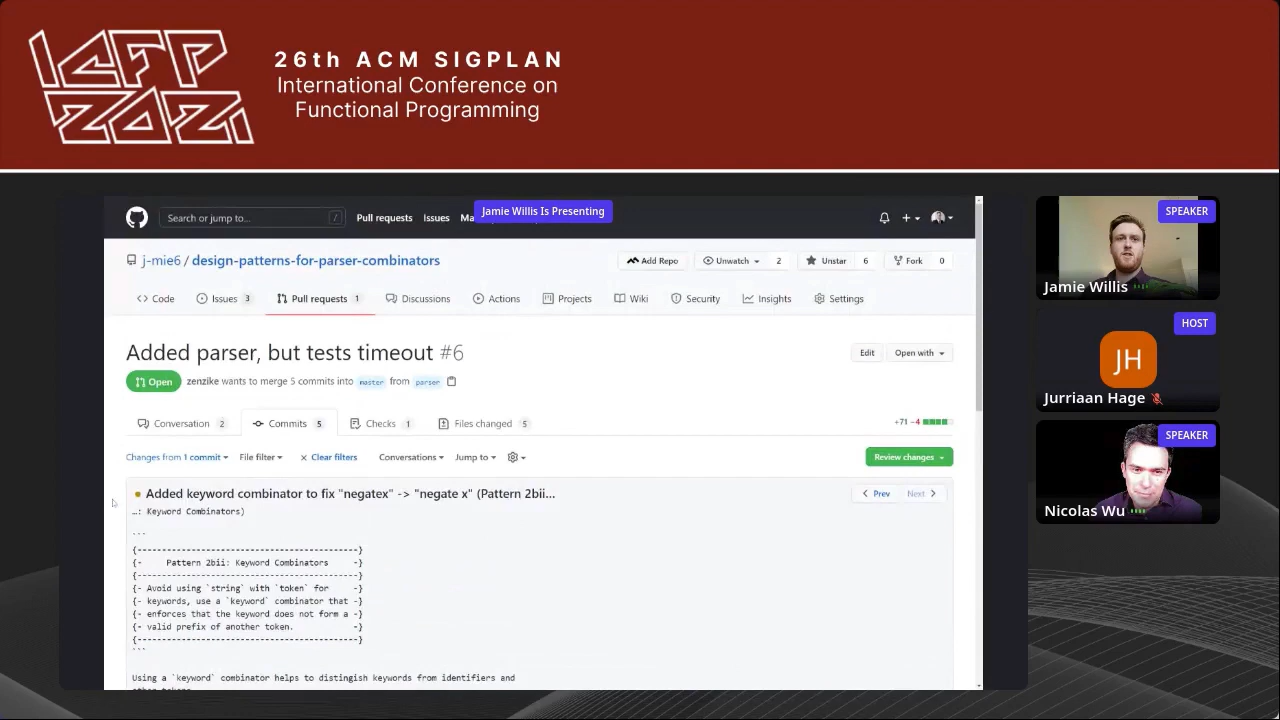 ICFP
2021
26th ACM SIGPLAN
International Conference on
Functional Programming
Search or jump to...
/
Pull requests
Issues
Ma
Jamie Willis Is Presenting
j-mie6 / design-patterns-for-parser-combinators
Add Repo
Unwatch
2
Unstar
6
Fork
0
Code
Issues 3
Pull requests 1
Discussions
Actions
Projects
Wiki
Security
Insights
Settings
Added parser, but tests timeout #6
Edit
Open with
Open
zenzike wants to merge 5 commits into master from parser
Conversation 2
Commits 5
Checks 1
Files changed 5
+71 −4
Changes from 1 commit
File filter
Clear filters
Conversations
Jump to
Review changes
Added keyword combinator to fix "negatex" -> "negate x" (Pattern 2bii...
Prev
Next
…: Keyword Combinators)
```
{-------------------------------------------}
{-     Pattern 2bii: Keyword Combinators     -}
{-------------------------------------------}
{- Avoid using `string` with `token` for     -}
{- keywords, use a `keyword` combinator that -}
{- enforces that the keyword does not form a -}
{- valid prefix of another token.            -}
{-------------------------------------------}
```
Using a `keyword` combinator helps to distingish keywords from identifiers and
other tokens
SPEAKER
Jamie Willis
HOST
JH
Jurriaan Hage
SPEAKER
Nicolas Wu